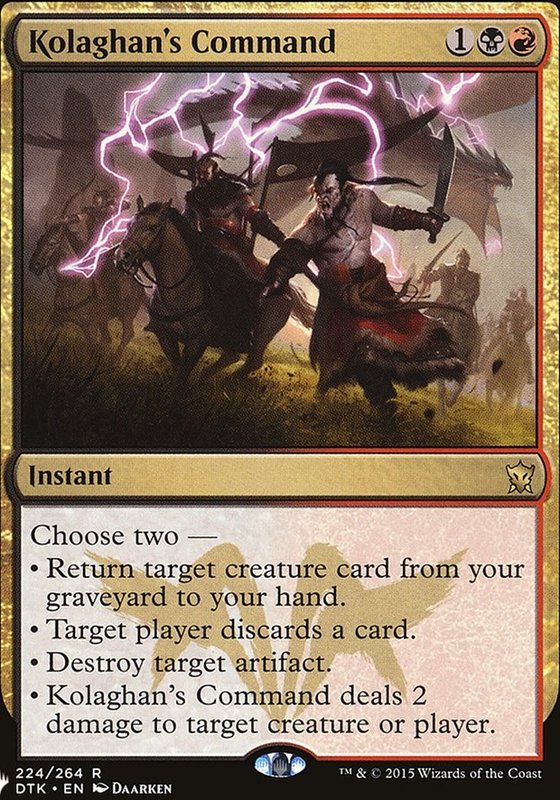 Kolaghan's Command 1
Instant
Choose two —
• Return target creature card from your
graveyard to your hand.
• Target player discards a card.
• Destroy target artifact.
• Kolaghan's Command deals 2
damage to target creature or player.
224/264 R
DTK • EN Daarken
™ & © 2015 Wizards of the Coast